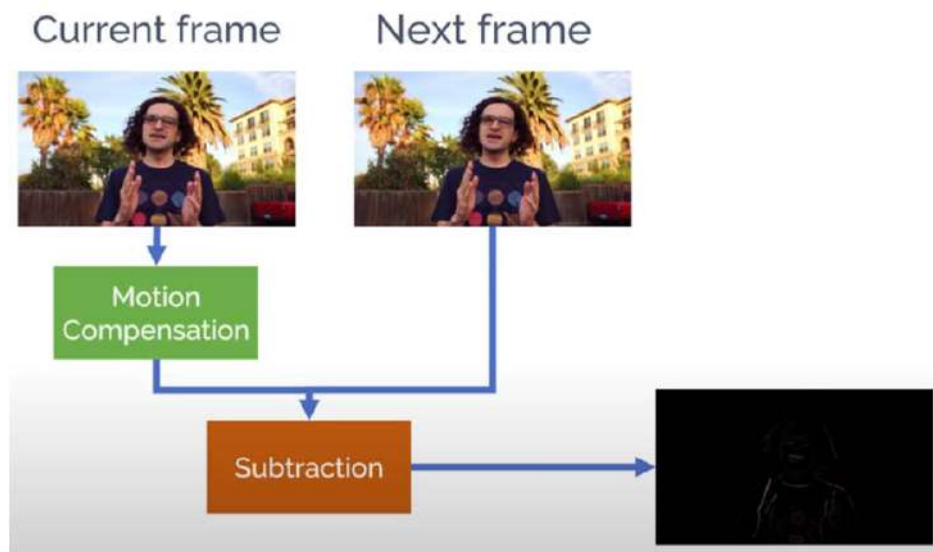 Current frame
Next frame
Motion
Compensation
Subtraction